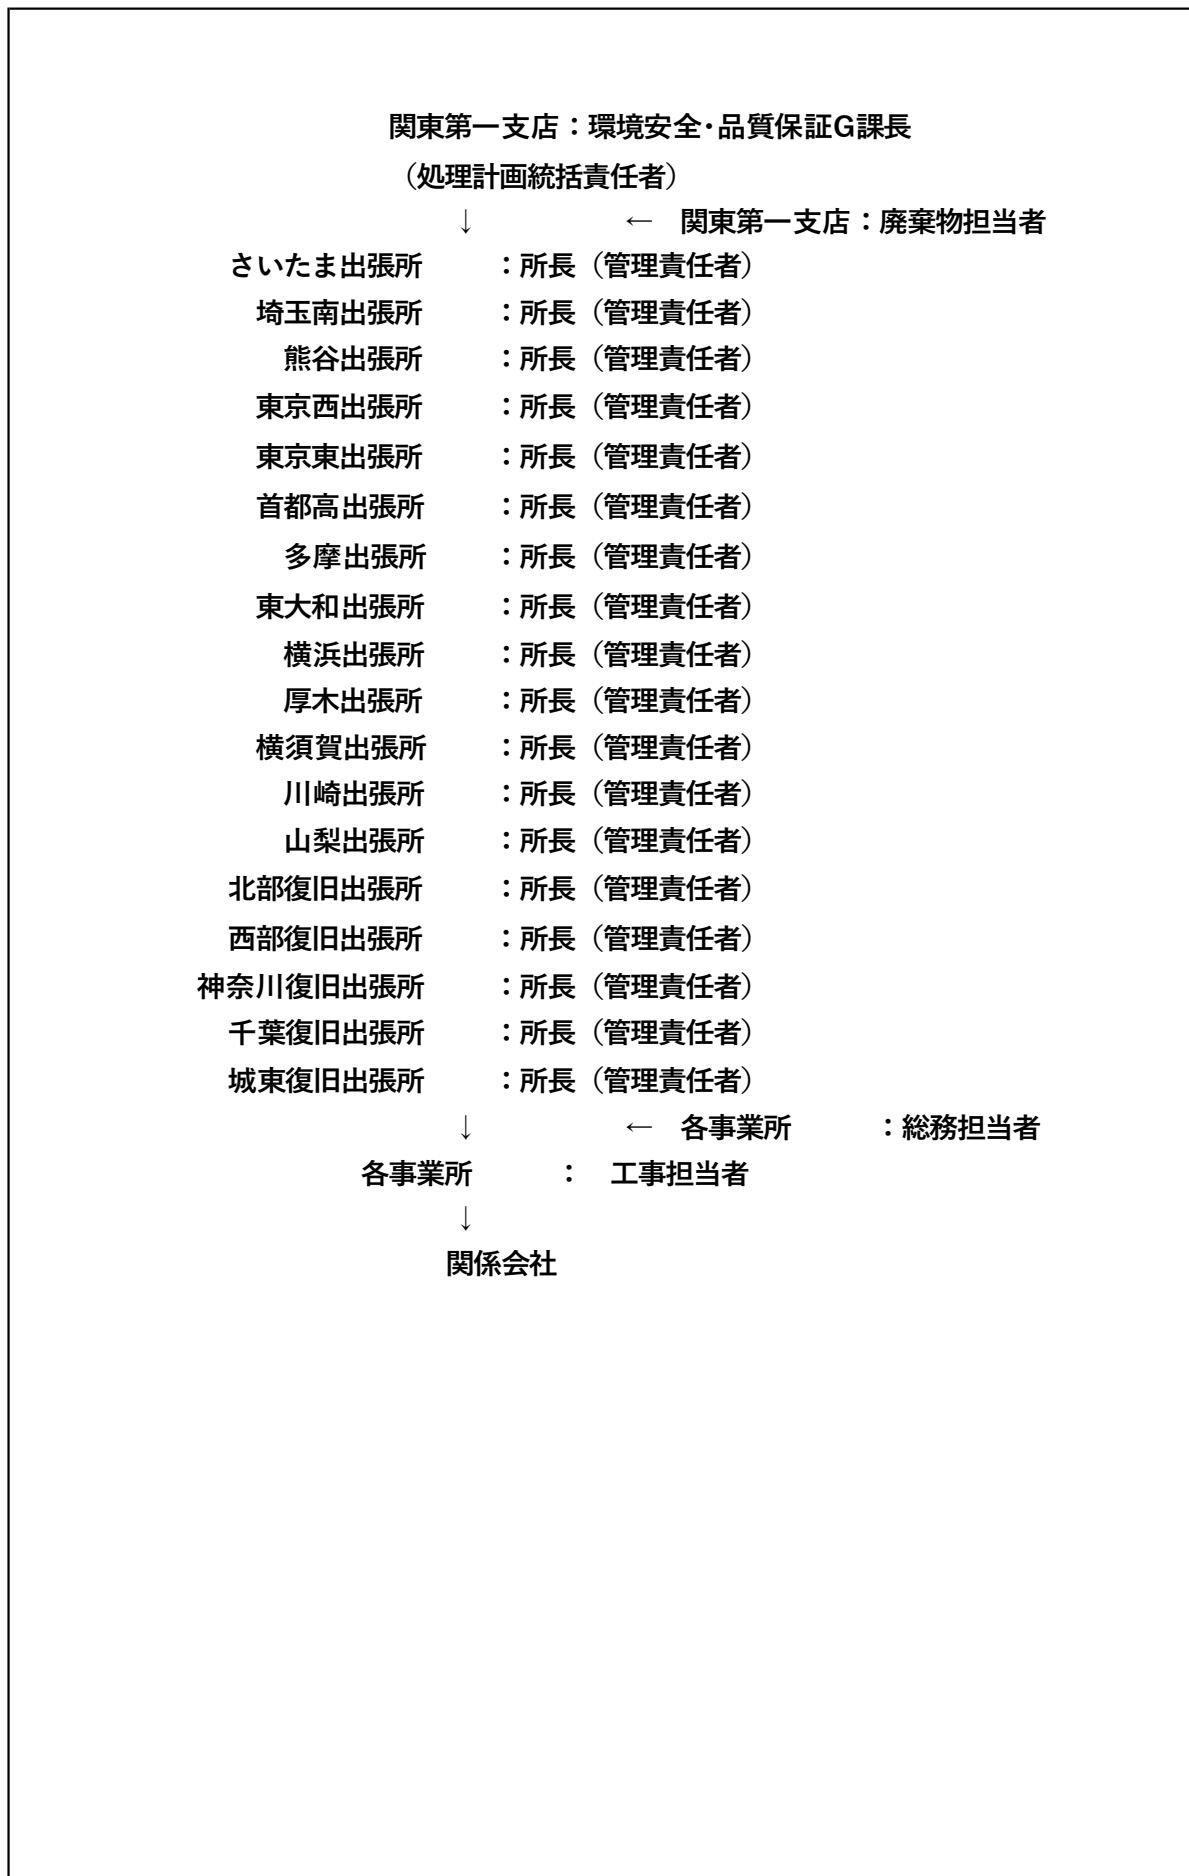 関東第一支店：環境安全･品質保証G課長
（処理計画統括責任者）
↓ ← 関東第一支店：廃棄物担当者
さいたま出張所 ：所長（管理責任者）
埼玉南出張所 ：所長（管理責任者）
熊谷出張所 ：所長（管理責任者）
東京西出張所 ：所長（管理責任者）
東京東出張所 ：所長（管理責任者）
首都高出張所 ：所長（管理責任者）
多摩出張所 ：所長（管理責任者）
東大和出張所 ：所長（管理責任者）
横浜出張所 ：所長（管理責任者）
厚木出張所 ：所長（管理責任者）
横須賀出張所 ：所長（管理責任者）
川崎出張所 ：所長（管理責任者）
山梨出張所 ：所長（管理責任者）
北部復旧出張所 ：所長（管理責任者）
西部復旧出張所 ：所長（管理責任者）
神奈川復旧出張所 ：所長（管理責任者）
千葉復旧出張所 ：所長（管理責任者）
城東復旧出張所 ：所長（管理責任者）
↓ ← 各事業所 ：総務担当者
各事業所 ： 工事担当者
↓
関係会社